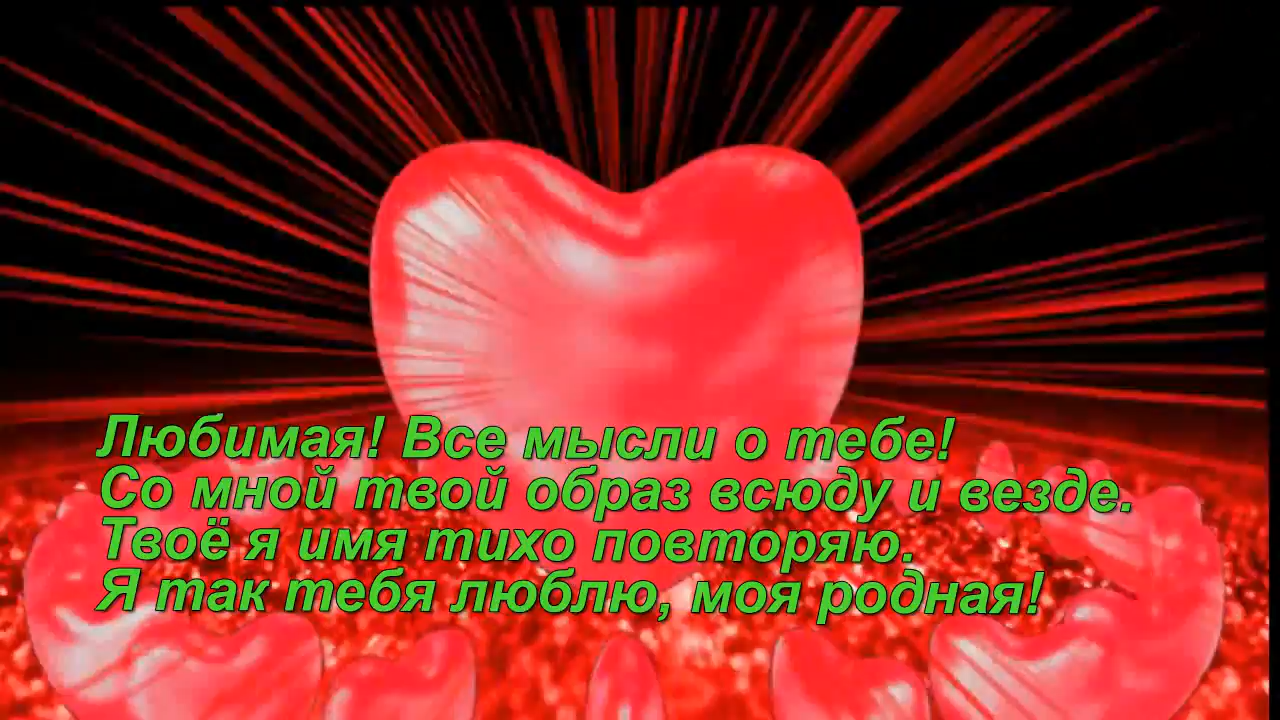 Любимая! Все мысли о тебе!
Со мной твой образ всюду и везде.
Твоё я имя тихо повторяю.
Я так тебя люблю, моя родная!